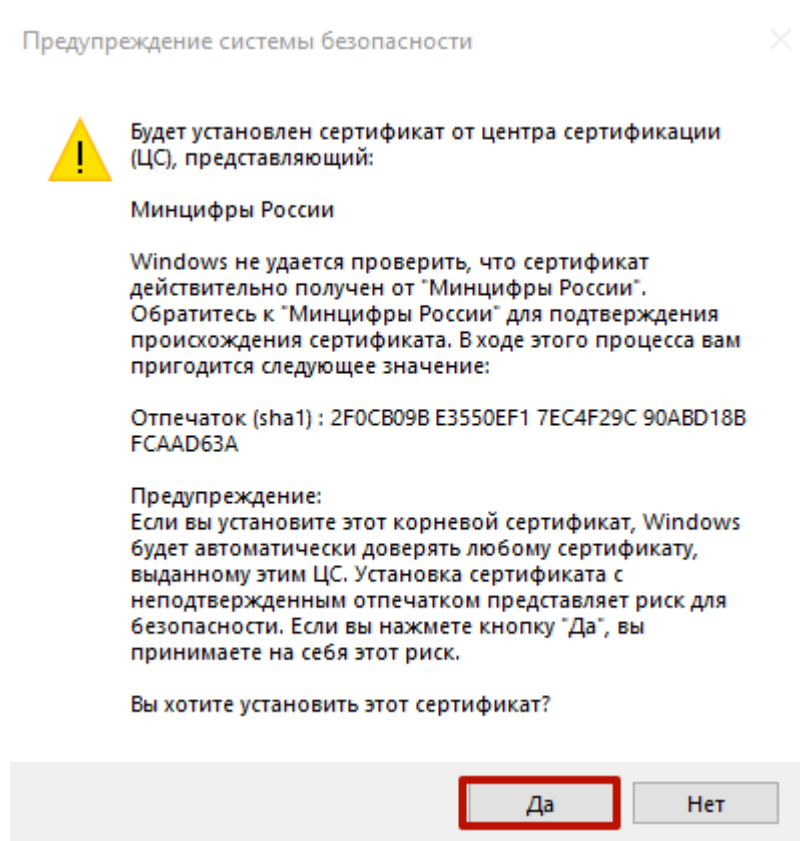 Предупреждение системы безопасности
Будет установлен сертификат от центра сертификации
(ЦС), представляющий:
Минцифры России
Windows не удается проверить, что сертификат
действительно получен от "Минцифры России".
Обратитесь к "Минцифры России" для подтверждения
происхождения сертификата. В ходе этого процесса вам
пригодится следующее значение:
Отпечаток (sha1) : 2F0CB09B E3550EF1 7EC4F29C 90ABD18B
FCAAD63A
Предупреждение:
Если вы установите этот корневой сертификат, Windows
будет автоматически доверять любому сертификату,
выданному этим ЦС. Установка сертификата с
неподтвержденным отпечатком представляет риск для
безопасности. Если вы нажмете кнопку "Да", вы
принимаете на себя этот риск.
Вы хотите установить этот сертификат?
Да
Нет